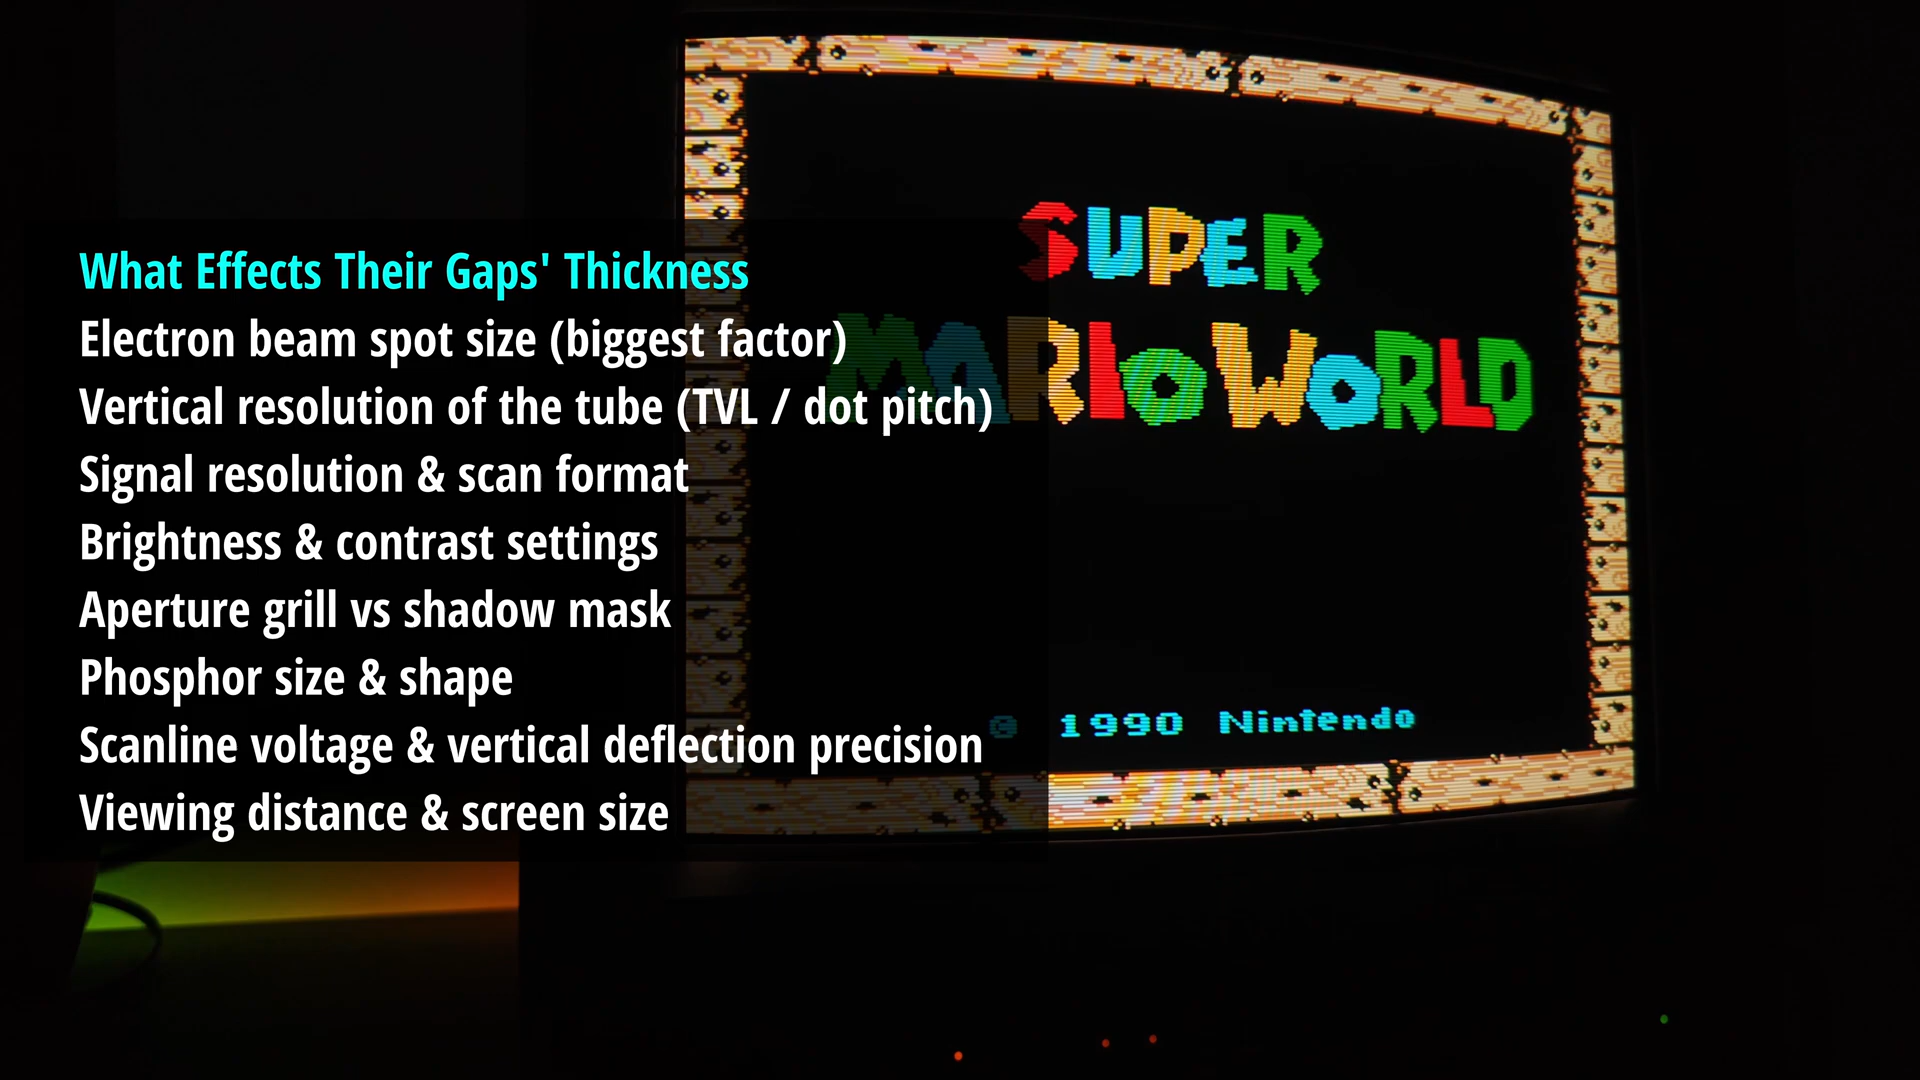 What Effects Their Gaps' Thickness
Electron beam spot size (biggest factor)
Vertical resolution of the tube (TVL / dot pitch)
Signal resolution & scan format
Brightness & contrast settings
Aperture grill vs shadow mask
Phosphor size & shape
Scanline voltage & vertical deflection precision
Viewing distance & screen size
SUPER
MARIO WORLD
© 1990 Nintendo